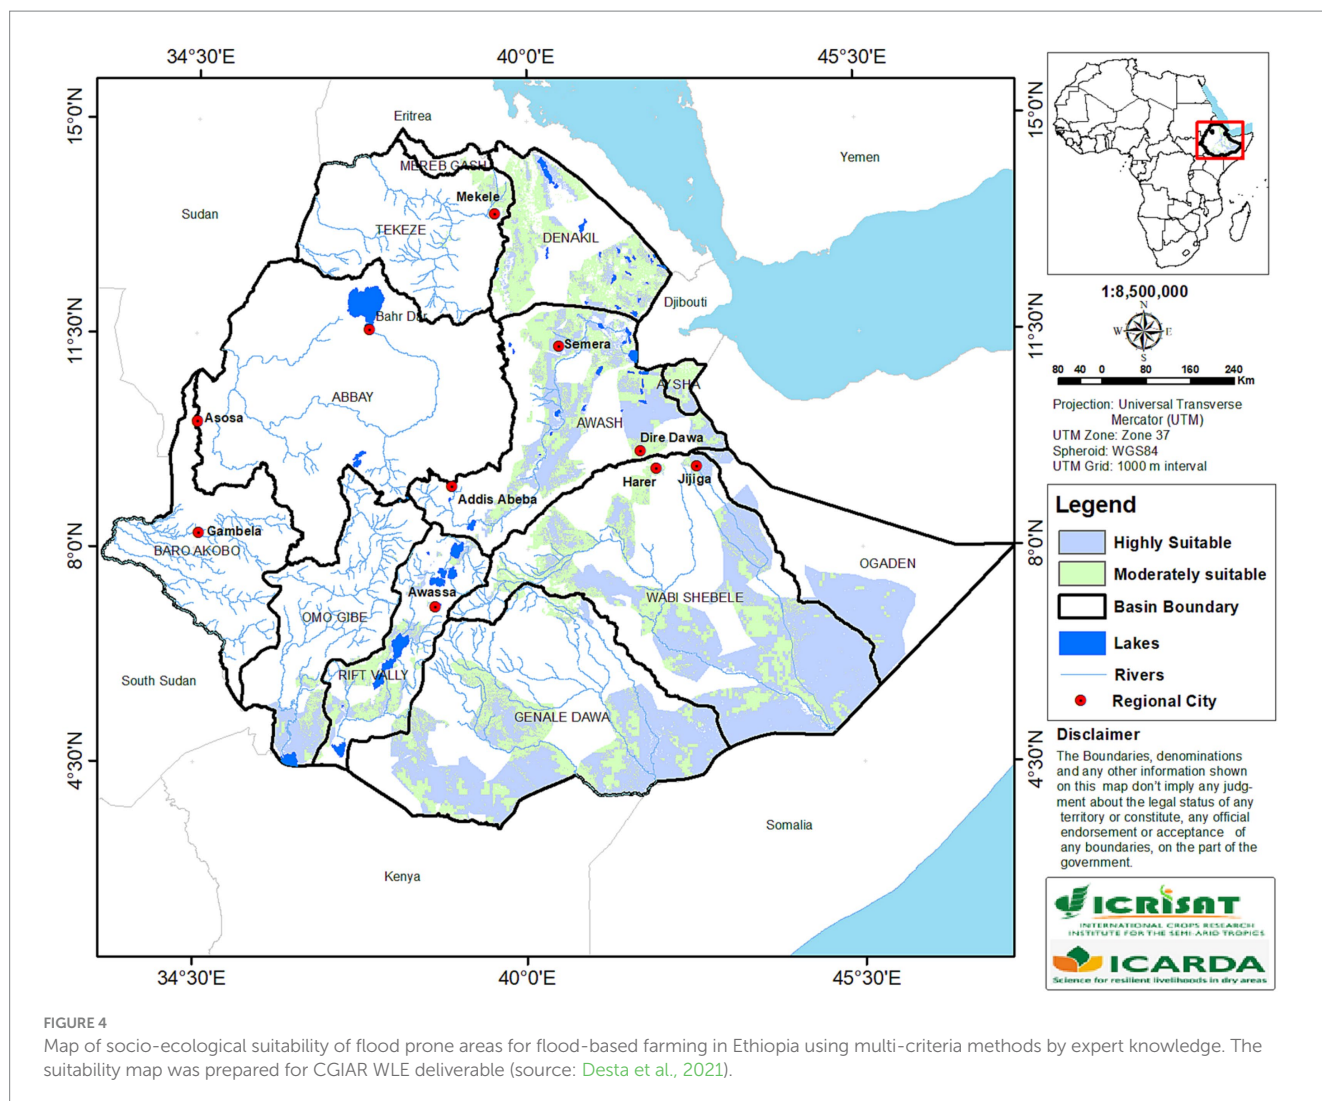 34°30'E 40°0'E 45°30'E
15°0'N
11°30'N
8°0'N
4°30'N
Eritrea
MEREB GASH
Yemen
Mekele
Sudan
TEKEZE
DENAKIL
Djibouti
Bahr Dar
Semera
AYSHA
ABBAY
Asosa
AWASH
Dire Dawa
Harer
Jijiga
Addis Abeba
Gambela
BARO AKOBO
OGADEN
Awassa
WABI SHEBELE
OMO GIBE
South Sudan
RIFT VALLY
GENALE DAWA
Somalia
Kenya
15°0'N
11°30'N
8°0'N
4°30'N
34°30'E 40°0'E 45°30'E
1:8,500,000
N
W E
S
80 40 0 80 160 240
Km
Projection: Universal Transverse
Mercator (UTM)
UTM Zone: Zone 37
Spheroid: WGS84
UTM Grid: 1000 m interval
Legend
Highly Suitable
Moderately suitable
Basin Boundary
Lakes
Rivers
Regional City
Disclaimer
The Boundaries, denominations
and any other information shown
on this map don't imply any judg-
ment about the legal status of any
territory or constitute, any official
endorsement or acceptance of
any boundaries, on the part of the
government.
ICRISAT
INTERNATIONAL CROPS RESEARCH
INSTITUTE FOR THE SEMI-ARID TROPICS
ICARDA
Science for resilient livelihoods in dry areas
FIGURE 4
Map of socio-ecological suitability of flood prone areas for flood-based farming in Ethiopia using multi-criteria methods by expert knowledge. The
suitability map was prepared for CGIAR WLE deliverable (source: Desta et al., 2021).